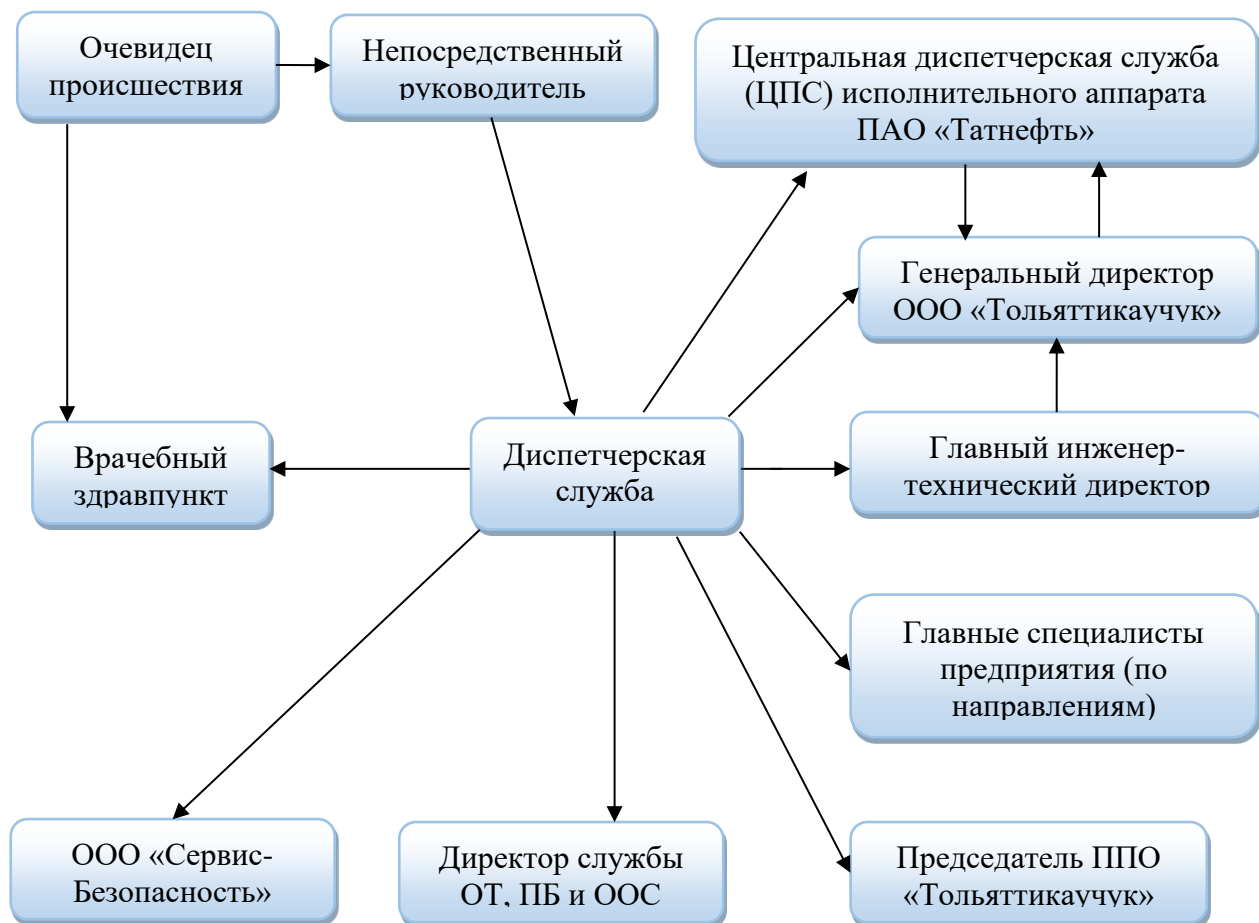 Очевидец
происшествия
Непосредственный
руководитель
Центральная диспетчерская служба
(ЦПС) исполнительного аппарата
ПАО «Татнефть»
Генеральный директор
ООО «Тольяттикаучук»
Врачебный
здравпункт
Диспетчерская
служба
Главный инженер-
технический директор
Главные специалисты
предприятия (по
направлениям)
ООО «Сервис-
Безопасность»
Директор службы
ОТ, ПБ и ООС
Председатель ППО
«Тольяттикаучук»